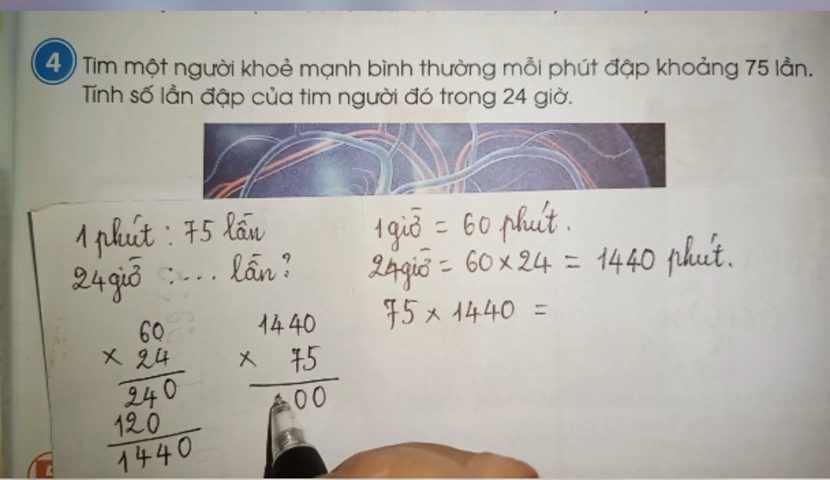 4 Tim một người khoẻ mạnh bình thường mỗi phút đập khoảng 75 lần.
Tính số lần đập của tim người đó trong 24 giờ.
1 phút : 75 lần
24 giờ : ... lần?
1 giờ = 60 phút.
24 giờ = 60 × 24 = 1440 phút.
75 × 1440 =
60
× 24
240
120
1440
1440
× 75
00